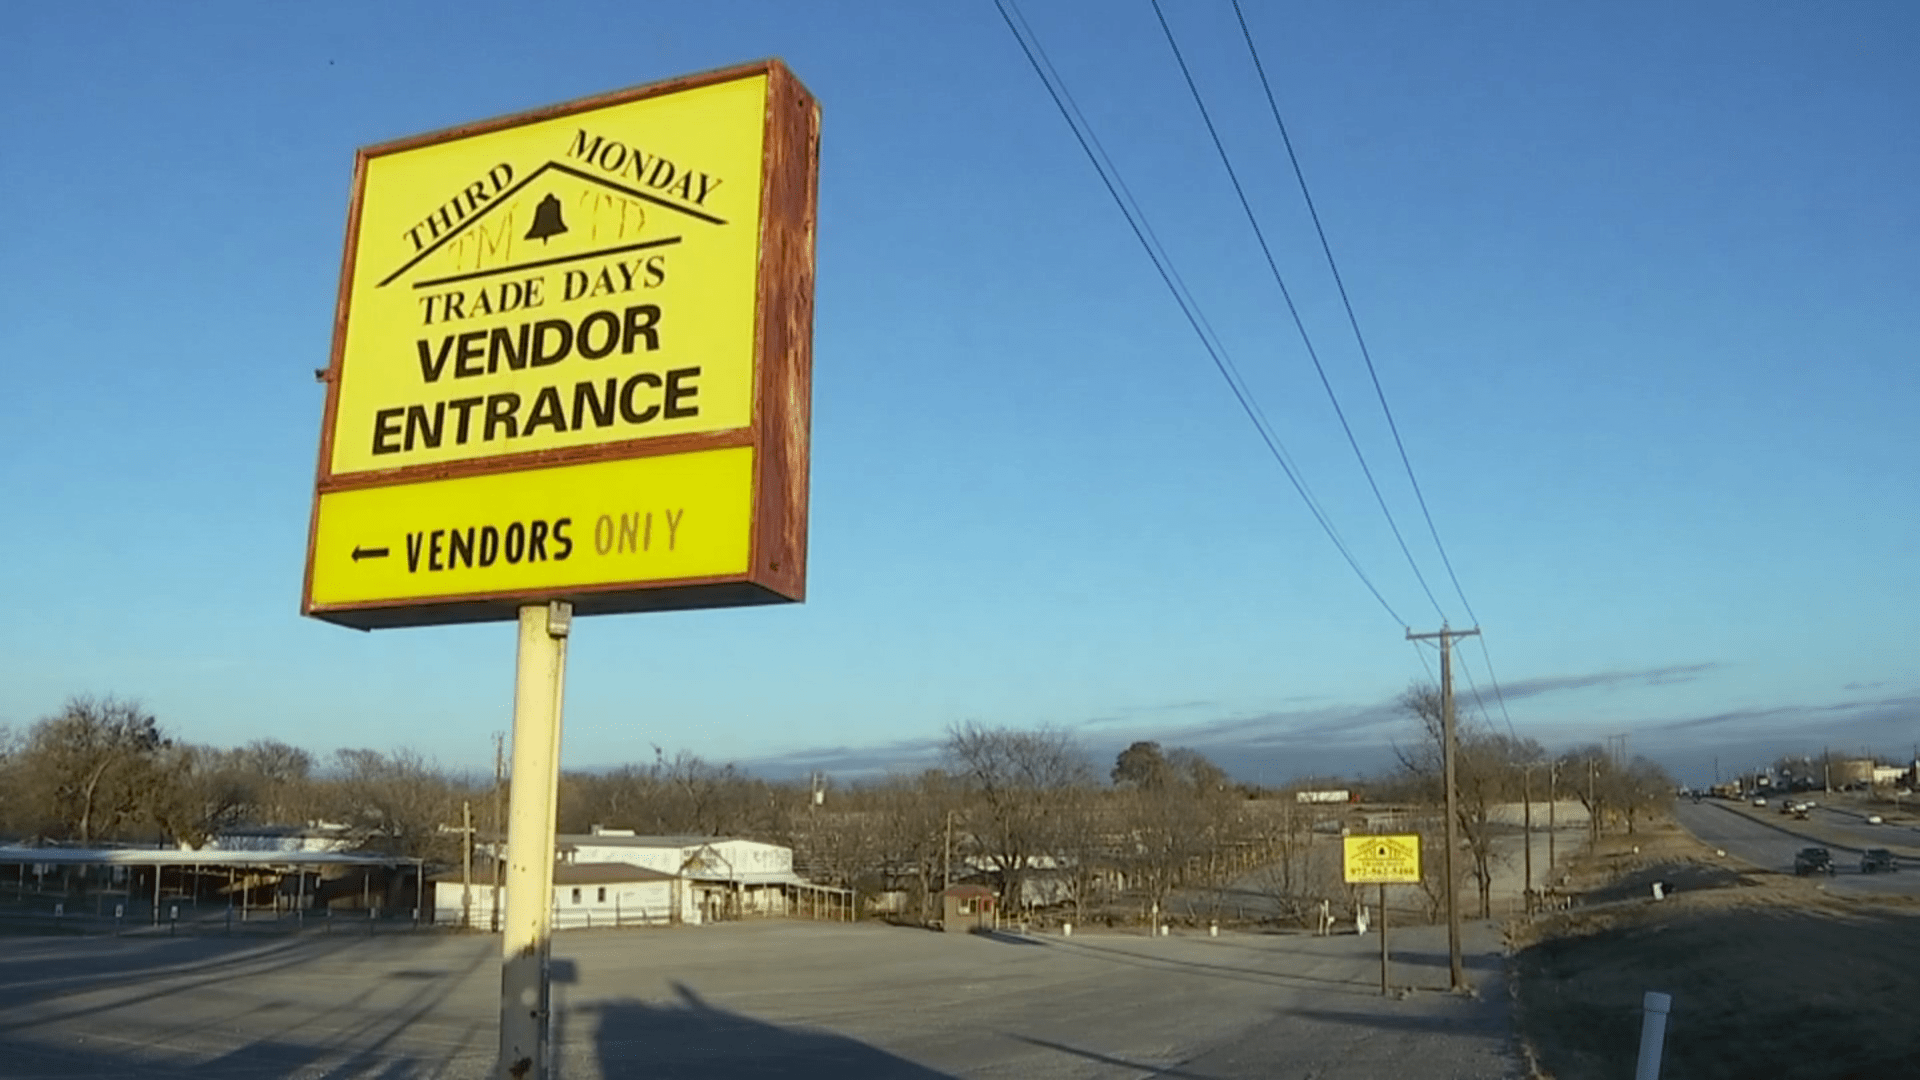 THIRD MONDAY
TM TD
TRADE DAYS
VENDOR
ENTRANCE
← VENDORS ONLY